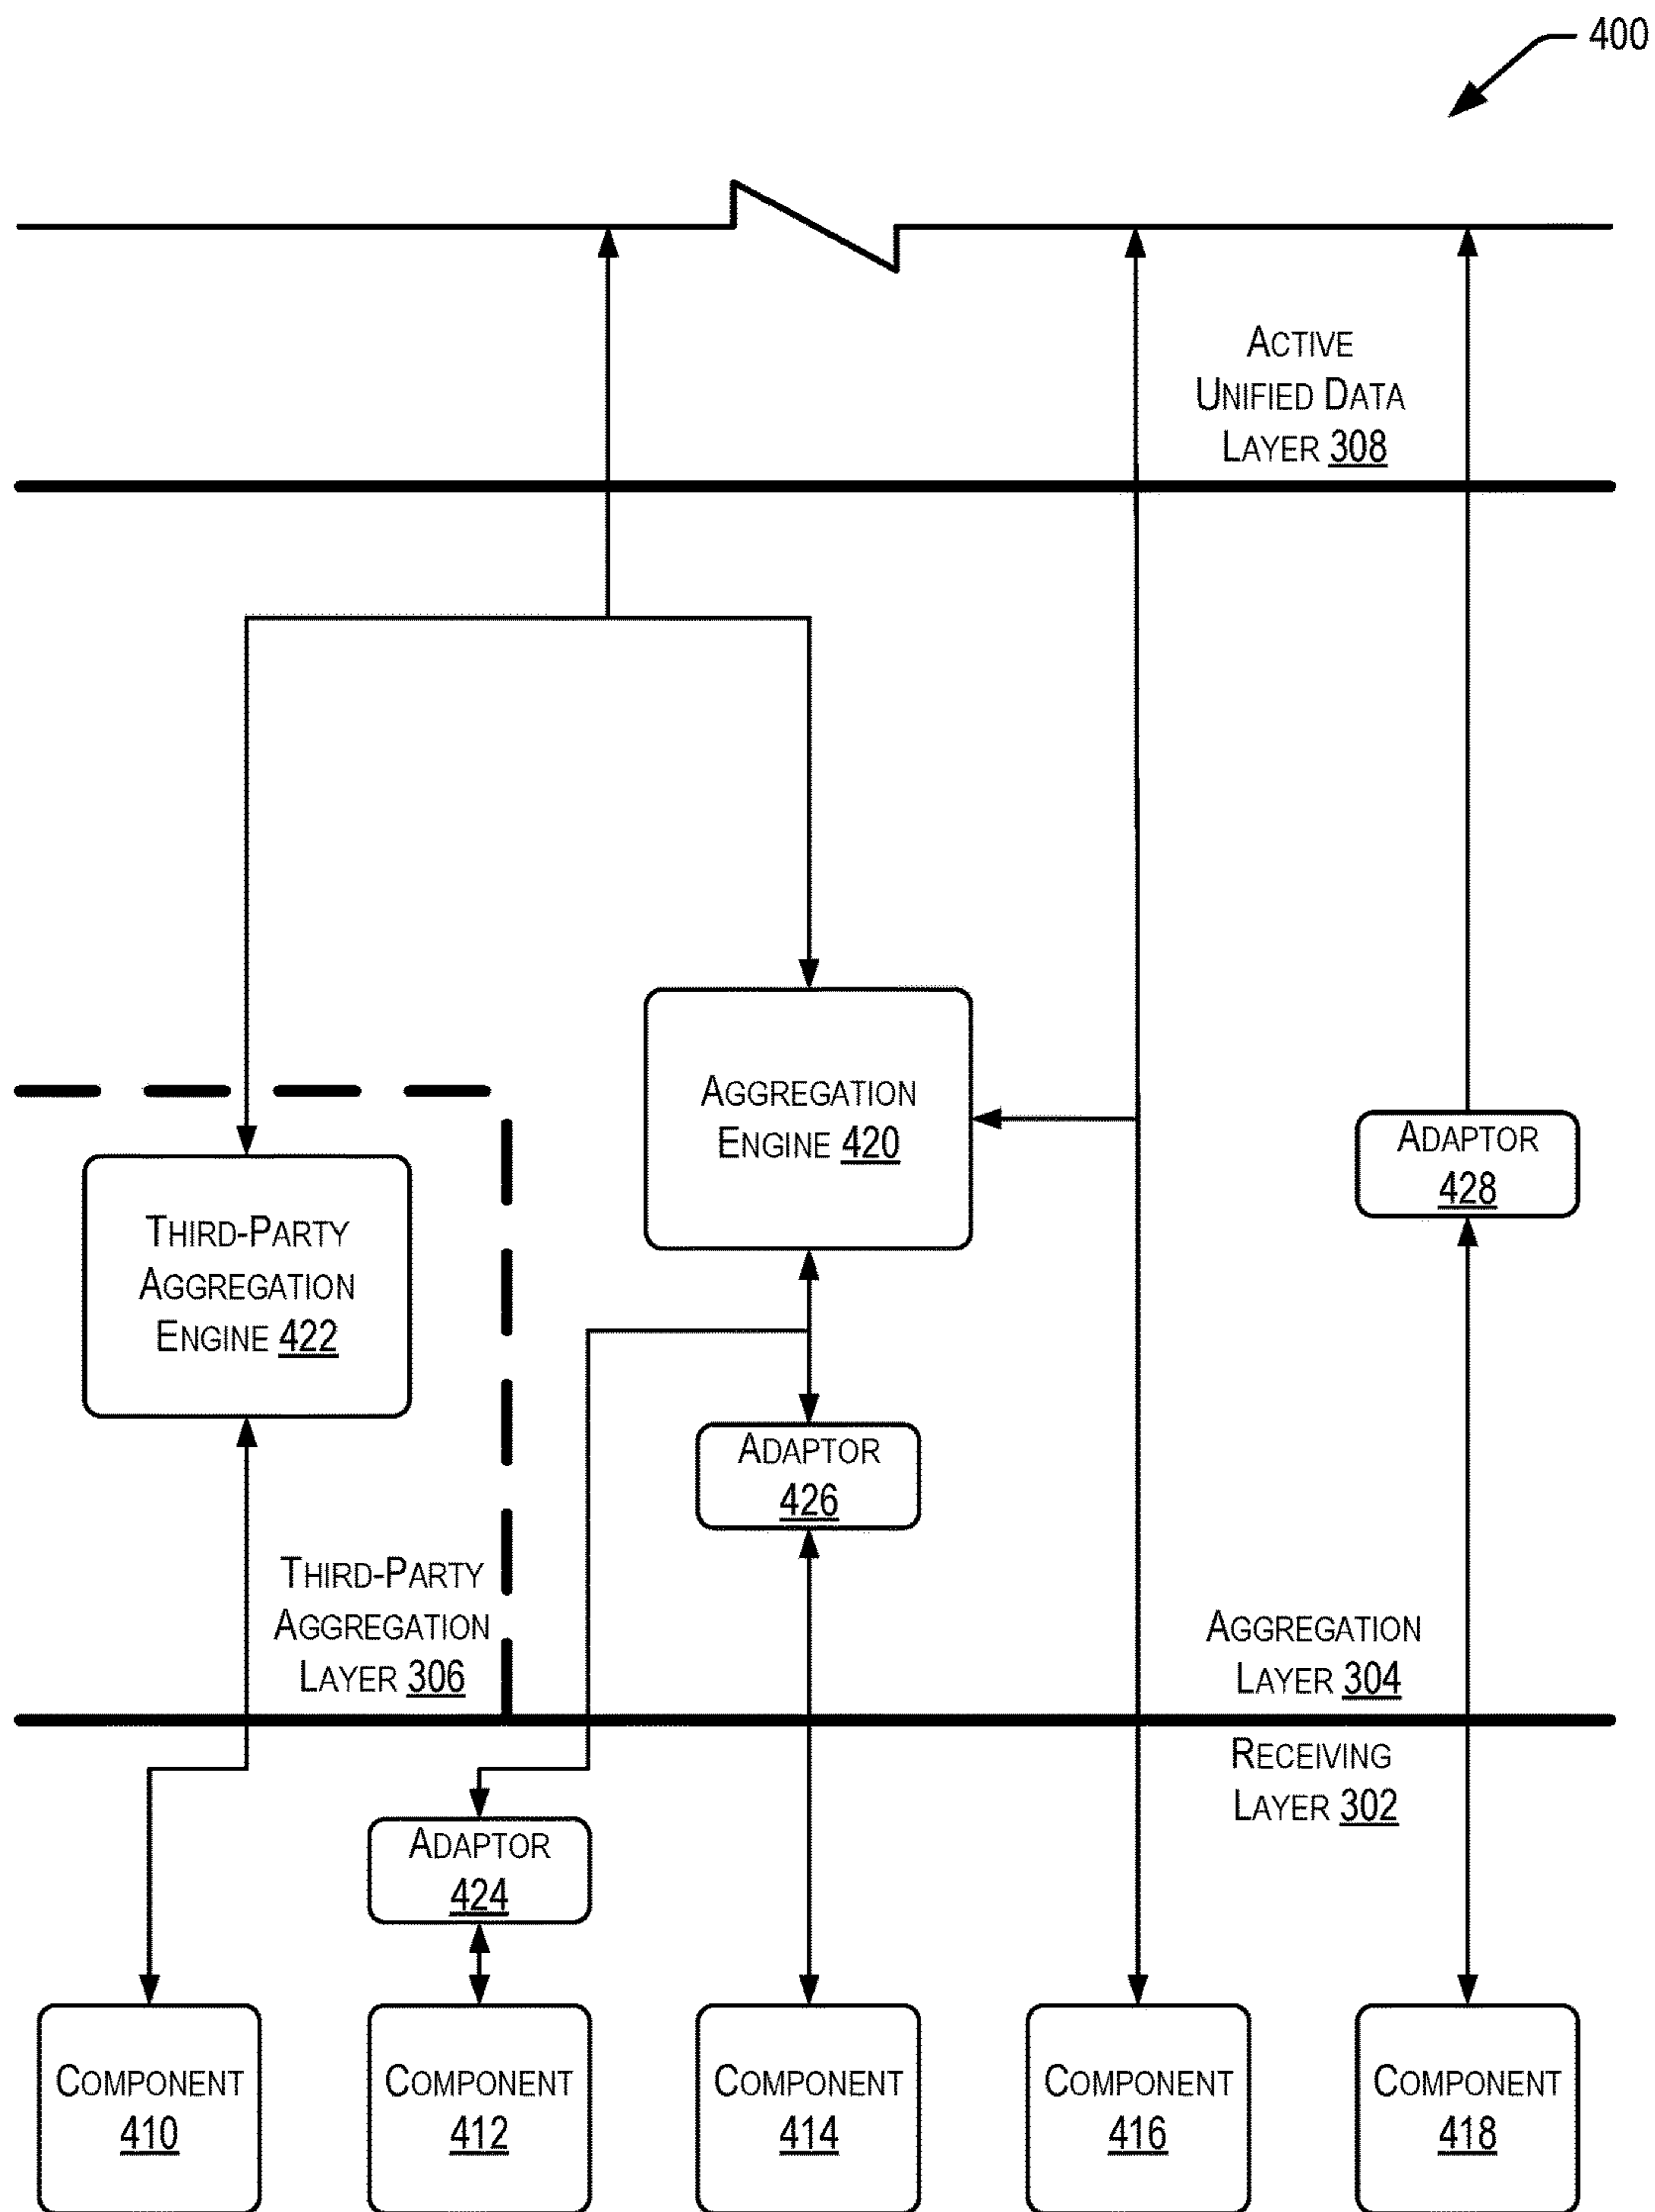 400
Active
Unified Data
Layer 308
Aggregation
Engine 420
Adaptor
428
Third-Party
Aggregation
Engine 422
Adaptor
426
Third-Party
Aggregation
Layer 306
Aggregation
Layer 304
Receiving
Layer 302
Adaptor
424
Component
410
Component
412
Component
414
Component
416
Component
418